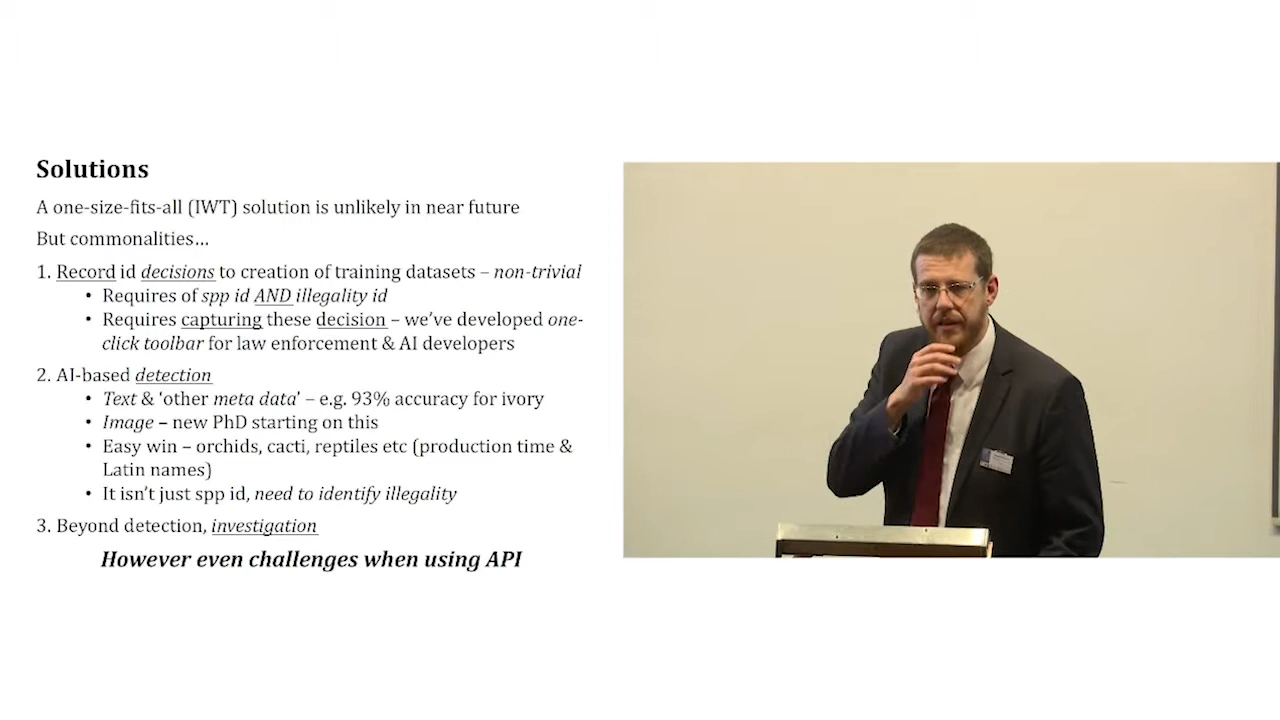 Solutions
A one-size-fits-all (IWT) solution is unlikely in near future
But commonalities…
1. Record id decisions to creation of training datasets – non-trivial
• Requires of spp id AND illegality id
• Requires capturing these decision – we've developed one-
click toolbar for law enforcement & AI developers
2. AI-based detection
• Text & 'other meta data' – e.g. 93% accuracy for ivory
• Image – new PhD starting on this
• Easy win – orchids, cacti, reptiles etc (production time &
Latin names)
• It isn't just spp id, need to identify illegality
3. Beyond detection, investigation
However even challenges when using API